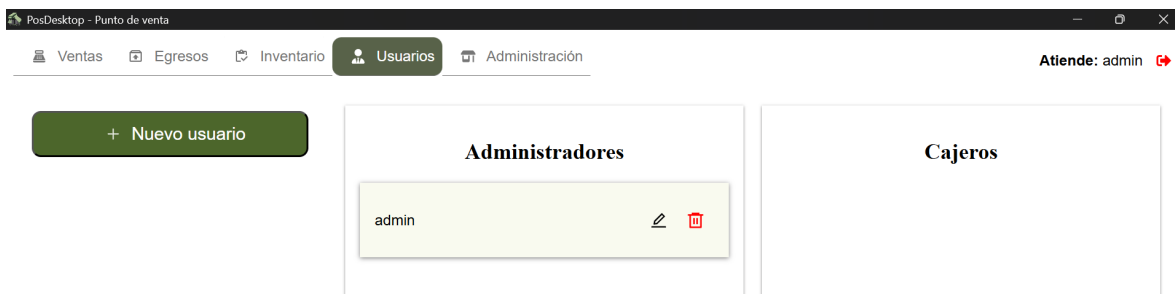 PosDesktop - Punto de venta
Ventas Egresos Inventario Usuarios Administración
Atiende: admin
+ Nuevo usuario
Administradores
admin
Cajeros